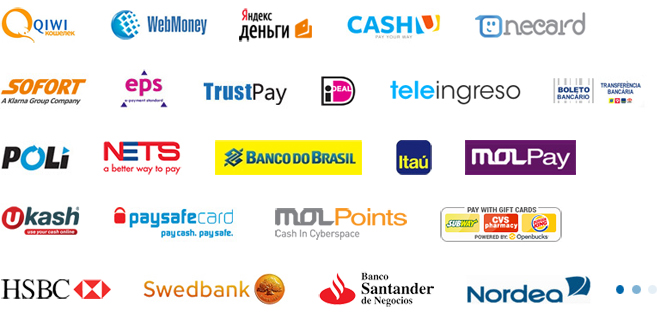 QIWI
КОШЕЛЕК
WebMoney
Яндекс
деньги
CASHU
PAY YOUR WAY
onecard
SOFORT
A Klarna Group Company
eps
e-payment standard
TrustPay
iDEAL
teleingreso
BOLETO
BANCÁRIO
TRANSFERÊNCIA
BANCÁRIA
POLi
NETS
a better way to pay
BANCO DO BRASIL
Itaú
MOLPay
Ukash
use your cash online
paysafecard
pay cash. pay safe.
MOLPoints
Cash In Cyberspace
PAY WITH GIFT CARDS
SUBWAY
CVS
pharmacy
BURGER
KING
POWERED BY: Openbucks
HSBC
Swedbank
Banco
Santander
de Negocios
Nordea